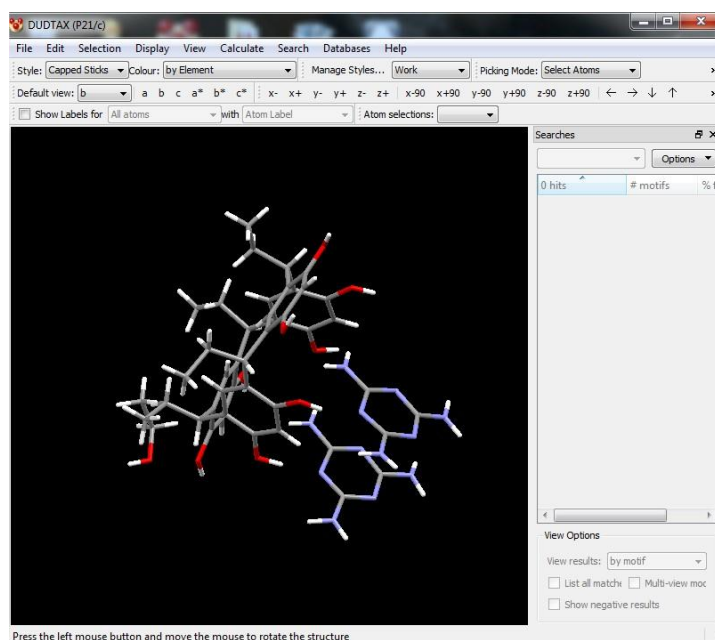 DUDTAX (P21/c)
File Edit Selection Display View Calculate Search Databases Help
Style: Capped Sticks Colour: by Element Manage Styles... Work Picking Mode: Select Atoms
Default view: b a b c a* b* c* x- x+ y- y+ z- z+ x-90 x+90 y-90 y+90 z-90 z+90 ← → ↓ ↑
Show Labels for All atoms with Atom Label Atom selections:
Searches
Options
0 hits # motifs %
View Options
View results: by motif
List all Multi-view
Show negative results
Press the left mouse button and move the mouse to rotate the structure